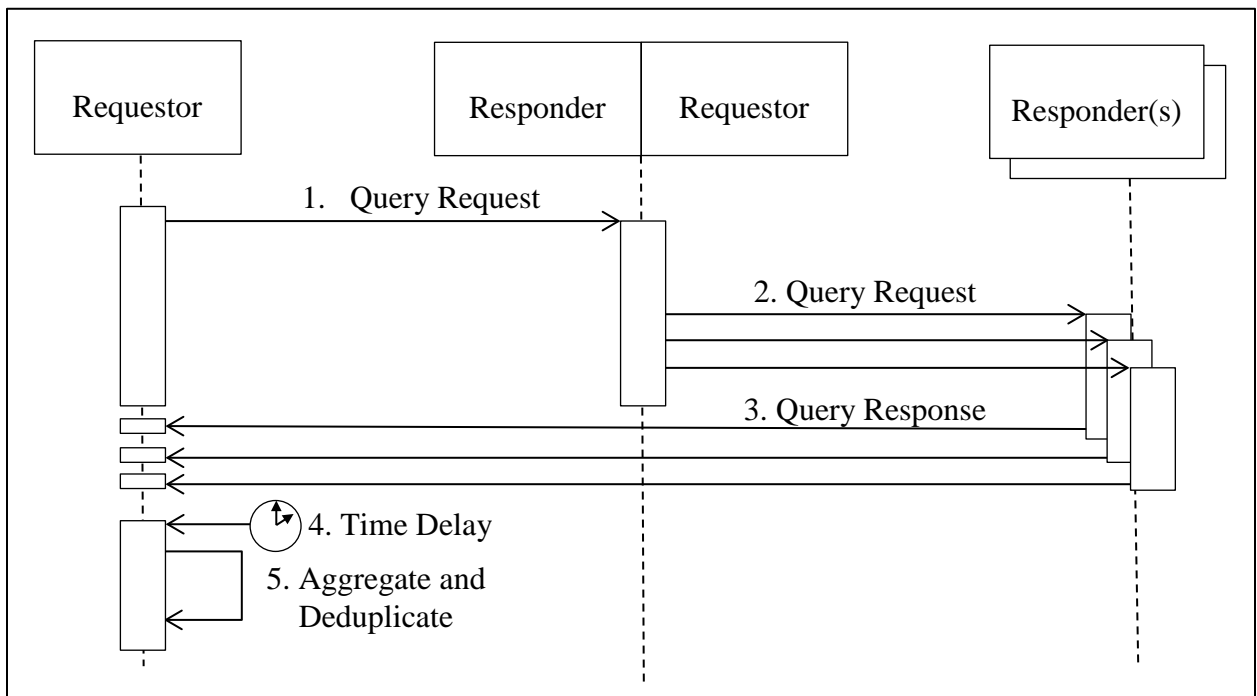 Requestor
Responder
Requestor
Responder(s)
1. Query Request
2. Query Request
3. Query Response
4. Time Delay
5. Aggregate and
Deduplicate